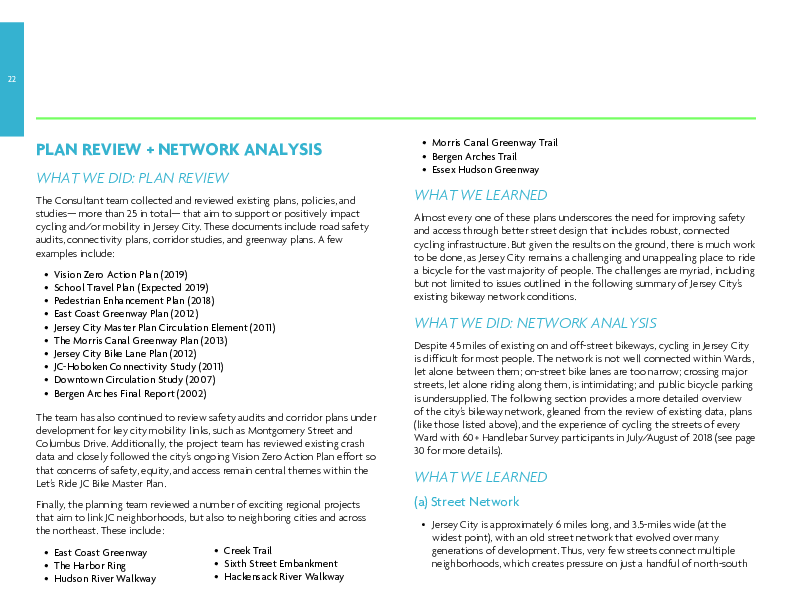 22
PLAN REVIEW + NETWORK ANALYSIS
WHAT WE DID: PLAN REVIEW
The Consultant team collected and reviewed existing plans, policies, and
studies— more than 25 in total— that aim to support or positively impact
cycling and/or mobility in Jersey City. These documents include road safety
audits, connectivity plans, corridor studies, and greenway plans. A few
examples include:
• Vision Zero Action Plan (2019)
• School Travel Plan (Expected 2019)
• Pedestrian Enhancement Plan (2018)
• East Coast Greenway Plan (2012)
• Jersey City Master Plan Circulation Element (2011)
• The Morris Canal Greenway Plan (2013)
• Jersey City Bike Lane Plan (2012)
• JC-Hoboken Connectivity Study (2011)
• Downtown Circulation Study (2007)
• Bergen Arches Final Report (2002)
The team has also continued to review safety audits and corridor plans under
development for key city mobility links, such as Montgomery Street and
Columbus Drive. Additionally, the project team has reviewed existing crash
data and closely followed the city's ongoing Vision Zero Action Plan effort so
that concerns of safety, equity, and access remain central themes within the
Let's Ride JC Bike Master Plan.
Finally, the planning team reviewed a number of exciting regional projects
that aim to link JC neighborhoods, but also to neighboring cities and across
the northeast. These include:
• East Coast Greenway
• The Harbor Ring
• Hudson River Walkway
• Creek Trail
• Sixth Street Embankment
• Hackensack River Walkway
• Morris Canal Greenway Trail
• Bergen Arches Trail
• Essex Hudson Greenway
WHAT WE LEARNED
Almost every one of these plans underscores the need for improving safety
and access through better street design that includes robust, connected
cycling infrastructure. But given the results on the ground, there is much work
to be done, as Jersey City remains a challenging and unappealing place to ride
a bicycle for the vast majority of people. The challenges are myriad, including
but not limited to issues outlined in the following summary of Jersey City's
existing bikeway network conditions.
WHAT WE DID: NETWORK ANALYSIS
Despite 45 miles of existing on and off-street bikeways, cycling in Jersey City
is difficult for most people. The network is not well connected within Wards,
let alone between them; on-street bike lanes are too narrow; crossing major
streets, let alone riding along them, is intimidating; and public bicycle parking
is undersupplied. The following section provides a more detailed overview
of the city's bikeway network, gleaned from the review of existing data, plans
(like those listed above), and the experience of cycling the streets of every
Ward with 60+ Handlebar Survey participants in July/August of 2018 (see page
30 for more details).
WHAT WE LEARNED
(a) Street Network
• Jersey City is approximately 6 miles long, and 3.5-miles wide (at the
widest point), with an old street network that evolved over many
generations of development. Thus, very few streets connect multiple
neighborhoods, which creates pressure on just a handful of north-south